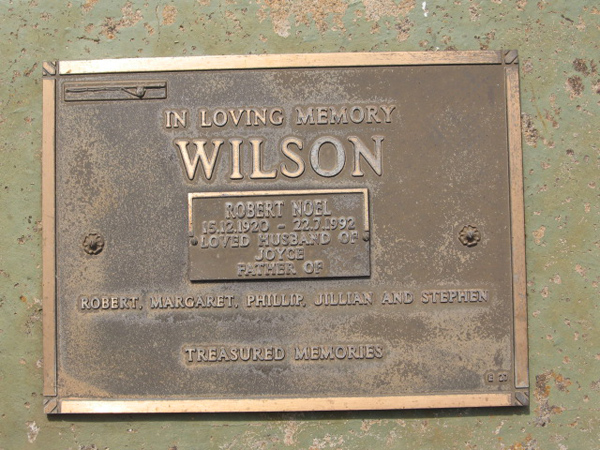 IN LOVING MEMORY
WILSON
ROBERT NOEL
15.12.1920 - 22.7.1992
LOVED HUSBAND OF
JOYCE
FATHER OF
ROBERT, MARGARET, PHILLIP, JILLIAN AND STEPHEN
TREASURED MEMORIES